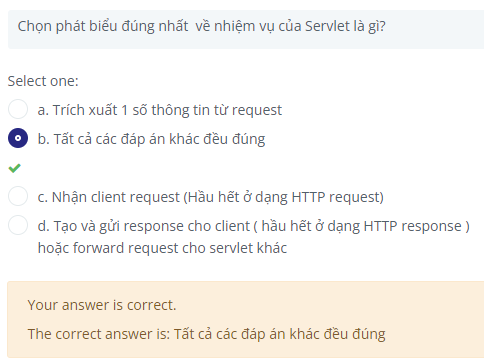 Chọn phát biểu đúng nhất về nhiệm vụ của Servlet là gì?
Select one:
a. Trích xuất 1 số thông tin từ request
b. Tất cả các đáp án khác đều đúng
c. Nhận client request (Hầu hết ở dạng HTTP request)
d. Tạo và gửi response cho client ( hầu hết ở dạng HTTP response )
hoặc forward request cho servlet khác
Your answer is correct.
The correct answer is: Tất cả các đáp án khác đều đúng